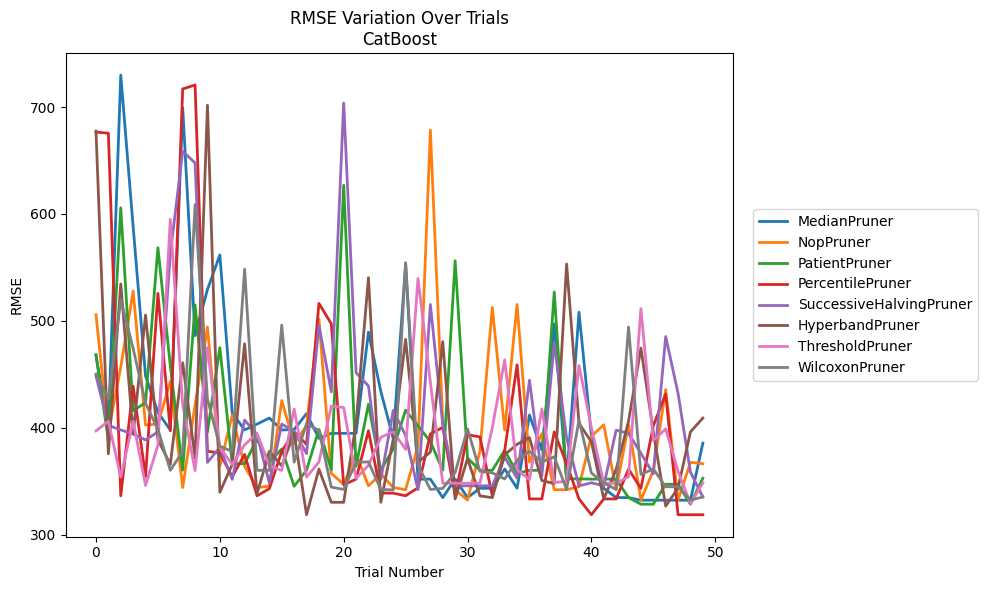 RMSE Variation Over Trials
CatBoost
RMSE
700
600
500
400
300
0 10 20 30 40 50
Trial Number
MedianPruner
NopPruner
PatientPruner
PercentilePruner
SuccessiveHalvingPruner
HyperbandPruner
ThresholdPruner
WilcoxonPruner